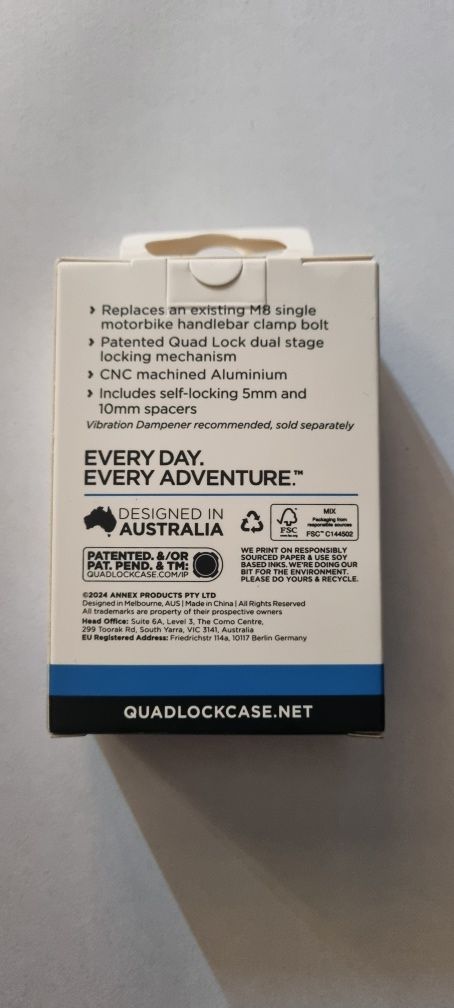 › Replaces an existing M8 single
motorbike handlebar clamp bolt
› Patented Quad Lock dual stage
locking mechanism
› CNC machined Aluminium
› Includes self-locking 5mm and
10mm spacers
Vibration Dampener recommended, sold separately
EVERY DAY.
EVERY ADVENTURE.™
DESIGNED IN
AUSTRALIA
FSC
www.fsc.org
MIX
Packaging from
responsible sources
FSC™ C144502
PATENTED. &/OR
PAT. PEND. & TM:
QUADLOCKCASE.COM/IP
WE PRINT ON RESPONSIBLY
SOURCED PAPER & USE SOY
BASED INKS. WE'RE DOING OUR
BIT FOR THE ENVIRONMENT.
PLEASE DO YOURS & RECYCLE.
©2024 ANNEX PRODUCTS PTY LTD
Designed in Melbourne, AUS | Made in China | All Rights Reserved
All trademarks are property of their prospective owners
Head Office: Suite 6A, Level 3, The Como Centre,
299 Toorak Rd, South Yarra, VIC 3141, Australia
EU Registered Address: Friedrichstr 114a, 10117 Berlin Germany
QUADLOCKCASE.NET